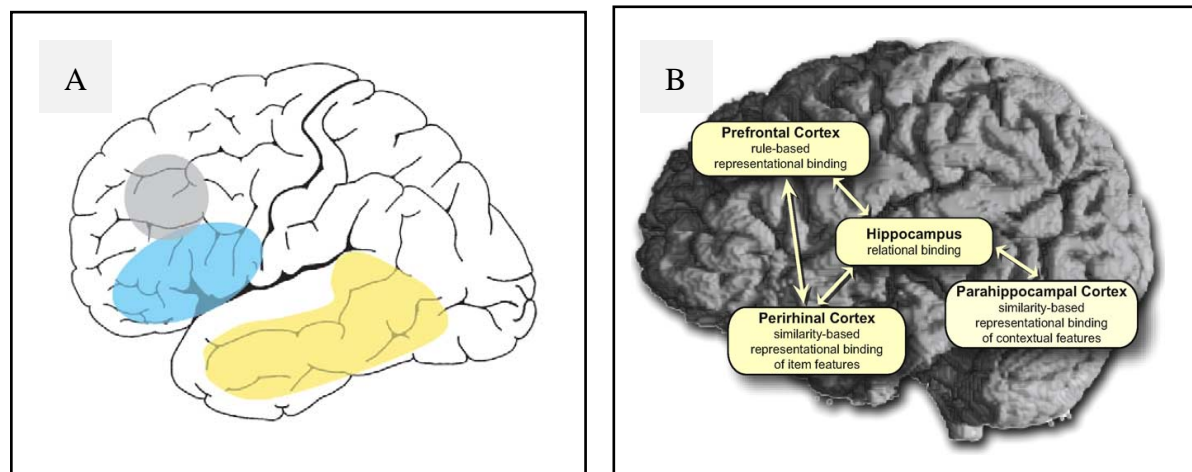 A
B
Prefrontal Cortex
rule-based
representational binding
Hippocampus
relational binding
Perirhinal Cortex
similarity-based
representational binding
of item features
Parahippocampal Cortex
similarity-based
representational binding
of contextual features